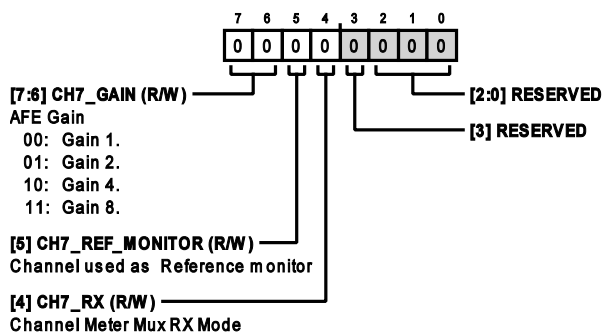 7 6 5 4 3 2 1 0
0 0 0 0 0 0 0 0
[7:6] CH7_GAIN (R/W)
AFE Gain
00: Gain 1.
01: Gain 2.
10: Gain 4.
11: Gain 8.
[5] CH7_REF_MONITOR (R/W)
Channel used as Reference monitor
[4] CH7_RX (R/W)
Channel Meter Mux RX Mode
[2:0] RESERVED
[3] RESERVED